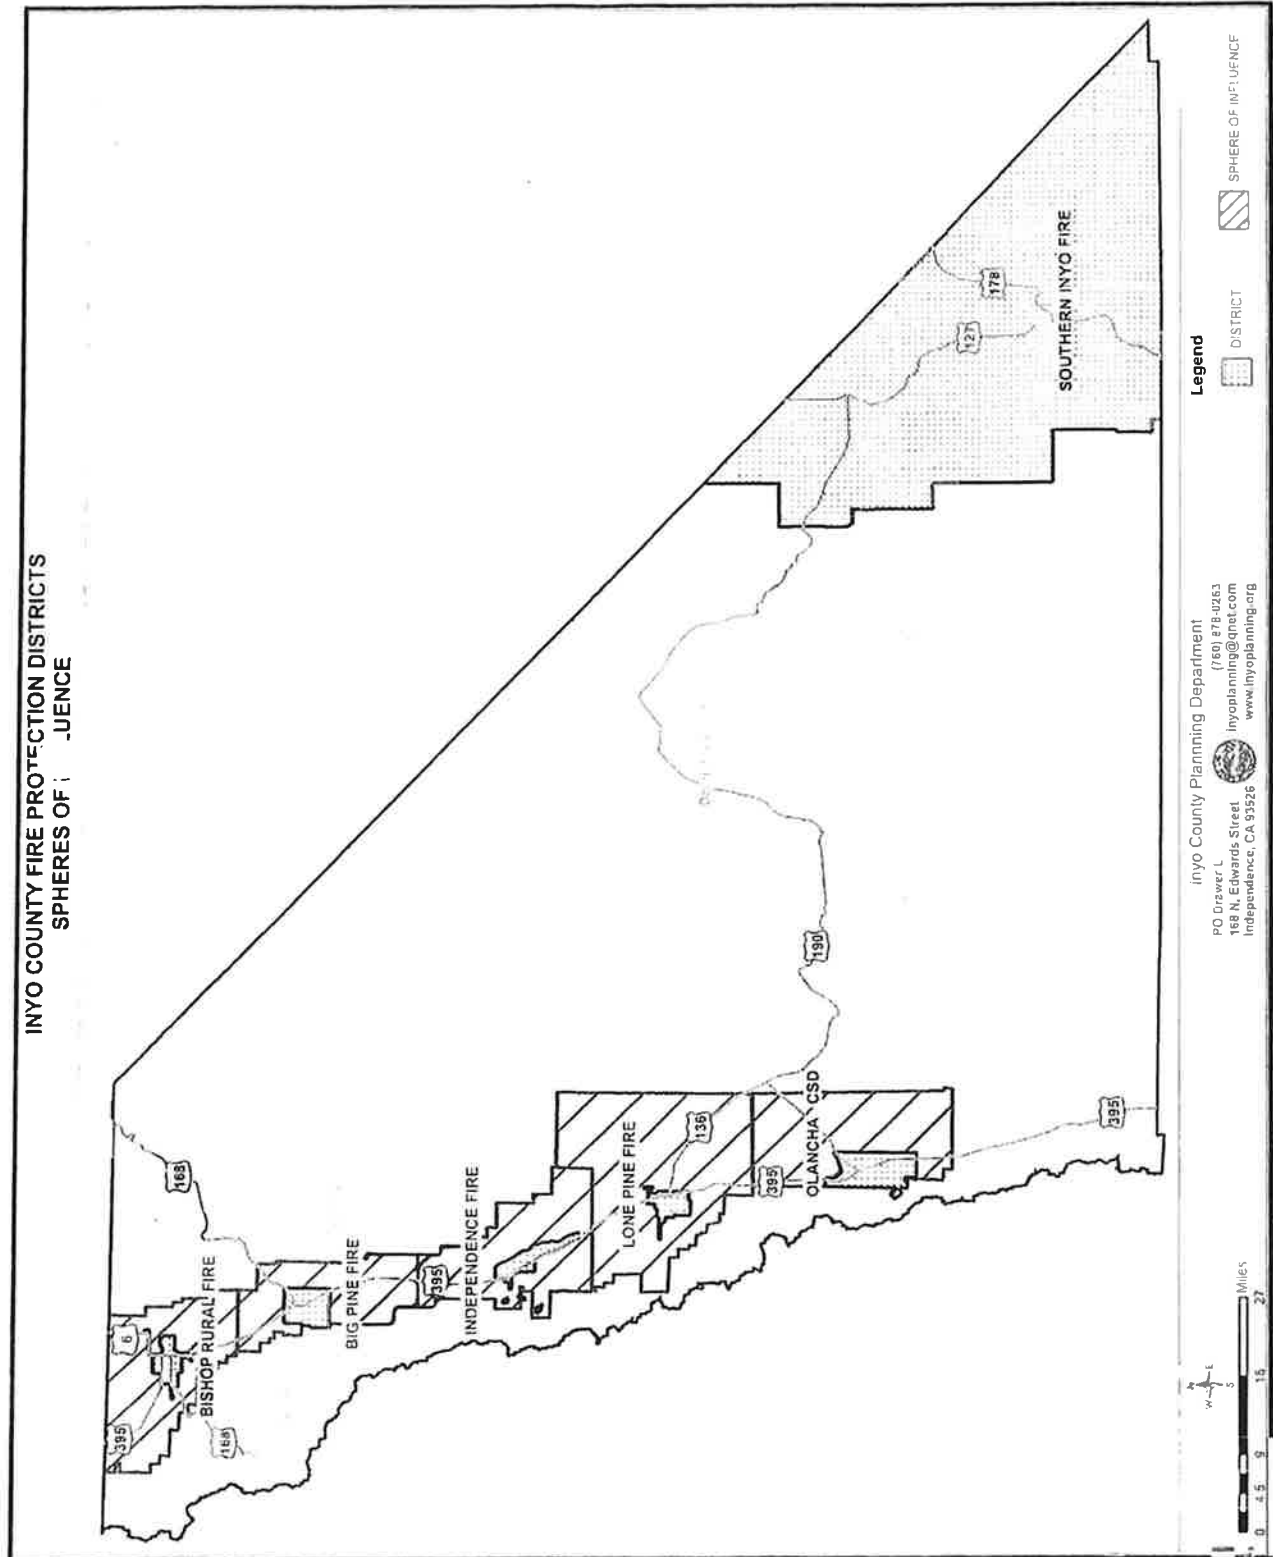 INYO COUNTY FIRE PROTECTION DISTRICTS
SPHERES OF UENCE
395
6
168
BISHOP RURAL FIRE
168
BIG PINE FIRE
395
INDEPENDENCE FIRE
LONE PINE FIRE
136
395
OLANCHA CSD
190
395
127
178
SOUTHERN INYO FIRE
Legend
DISTRICT
SPHERE OF INFLUENCE
Inyo County Plannning Department
PO Drawer L
168 N. Edwards Street
Independence, CA 93526
(760) 878-0263
inyoplanning@qnet.com
www.inyoplanning.org
N
W E
S
0 4.5 9 18 27
Miles